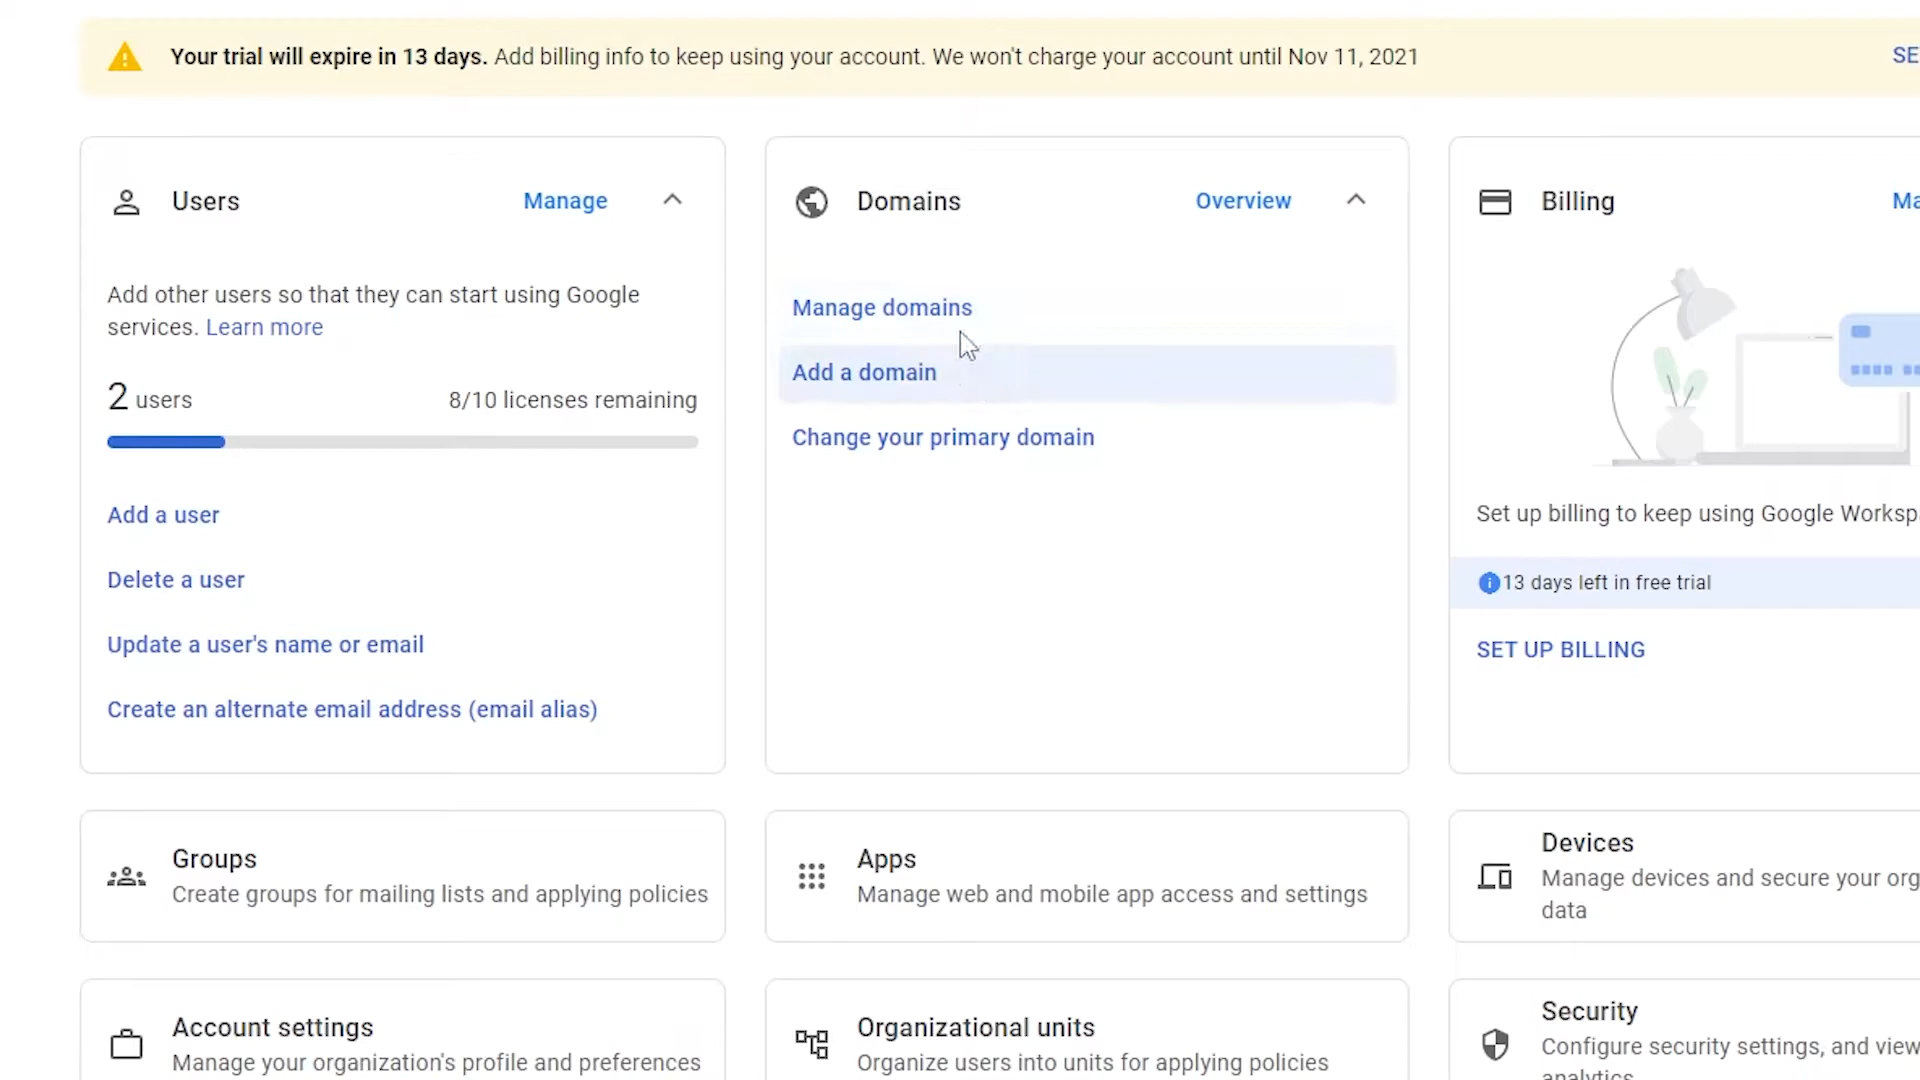 Your trial will expire in 13 days. Add billing info to keep using your account. We won't charge your account until Nov 11, 2021
Users
Manage
Add other users so that they can start using Google
services. Learn more
2 users
8/10 licenses remaining
Add a user
Delete a user
Update a user's name or email
Create an alternate email address (email alias)
Domains
Overview
Manage domains
Add a domain
Change your primary domain
Billing
Set up billing to keep using Google
13 days left in free trial
SET UP BILLING
Groups
Create groups for mailing lists and applying policies
Apps
Manage web and mobile app access and settings
Devices
Manage devices and secure your
data
Account settings
Manage your organization's profile and preferences
Organizational units
Organize users into units for applying policies
Security
Configure security settings, and view
analytics